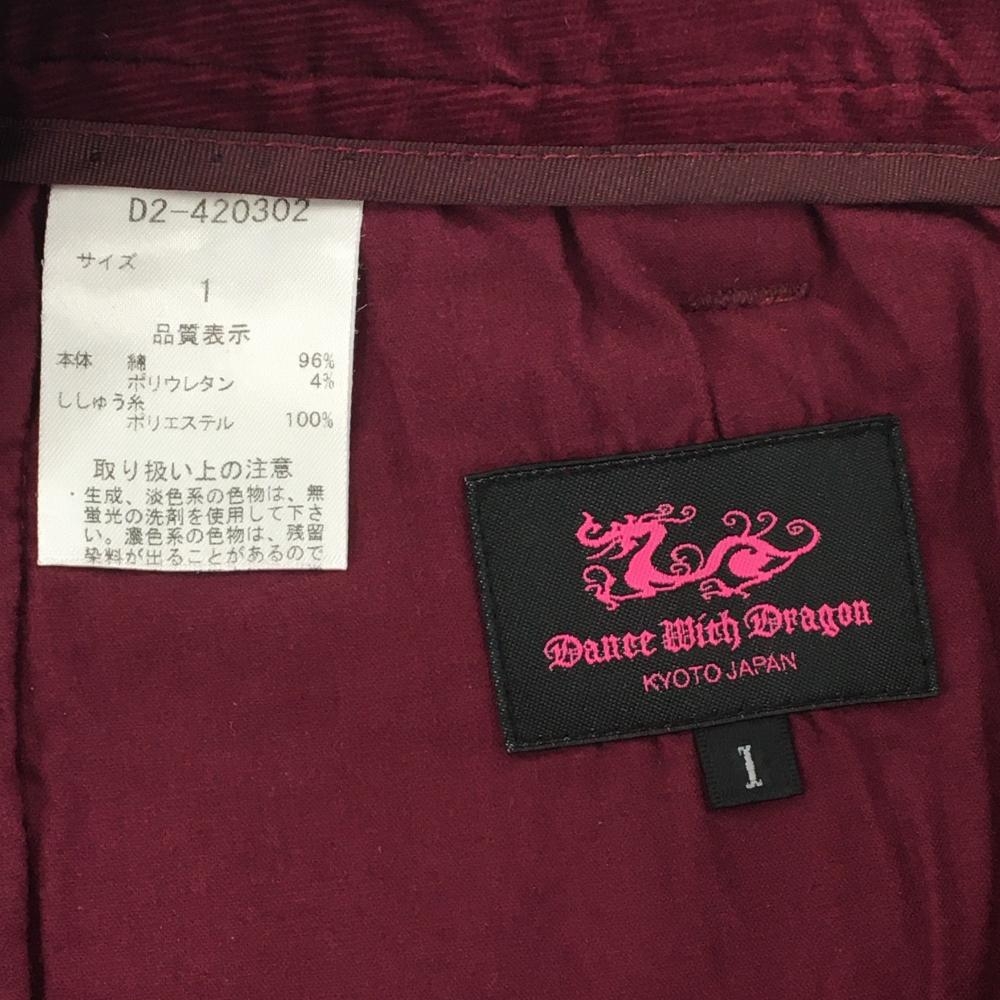 D2-420302
サイズ
1
品質表示
本体 綿 96%
ポリウレタン 4%
ししゅう糸
ポリエステル 100%
取り扱い上の注意
・生成、淡色系の色物は、無
蛍光の洗剤を使用して下さ
い。濃色系の色物は、残留
染料が出ることがあるので
Dance With Dragon
KYOTO JAPAN
1